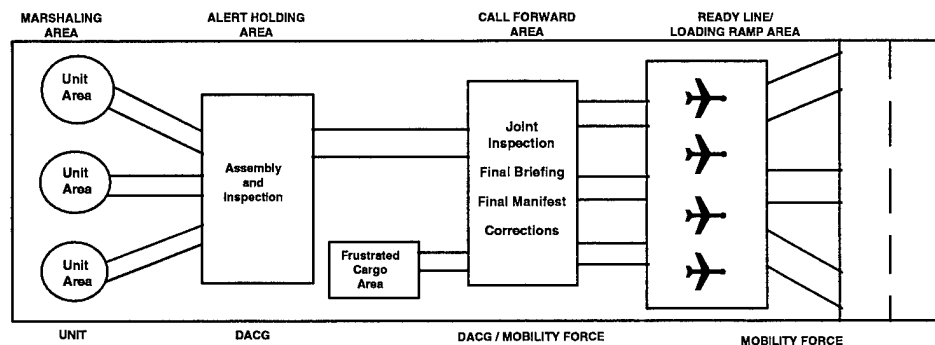 MARSHALING
AREA
ALERT HOLDING
AREA
CALL FORWARD
AREA
READY LINE/
LOADING RAMP AREA
Unit
Area
Unit
Area
Unit
Area
Assembly
and
Inspection
Frustrated
Cargo
Area
Joint
Inspection
Final Briefing
Final Manifest
Corrections
UNIT
DACG
DACG / MOBILITY FORCE
MOBILITY FORCE